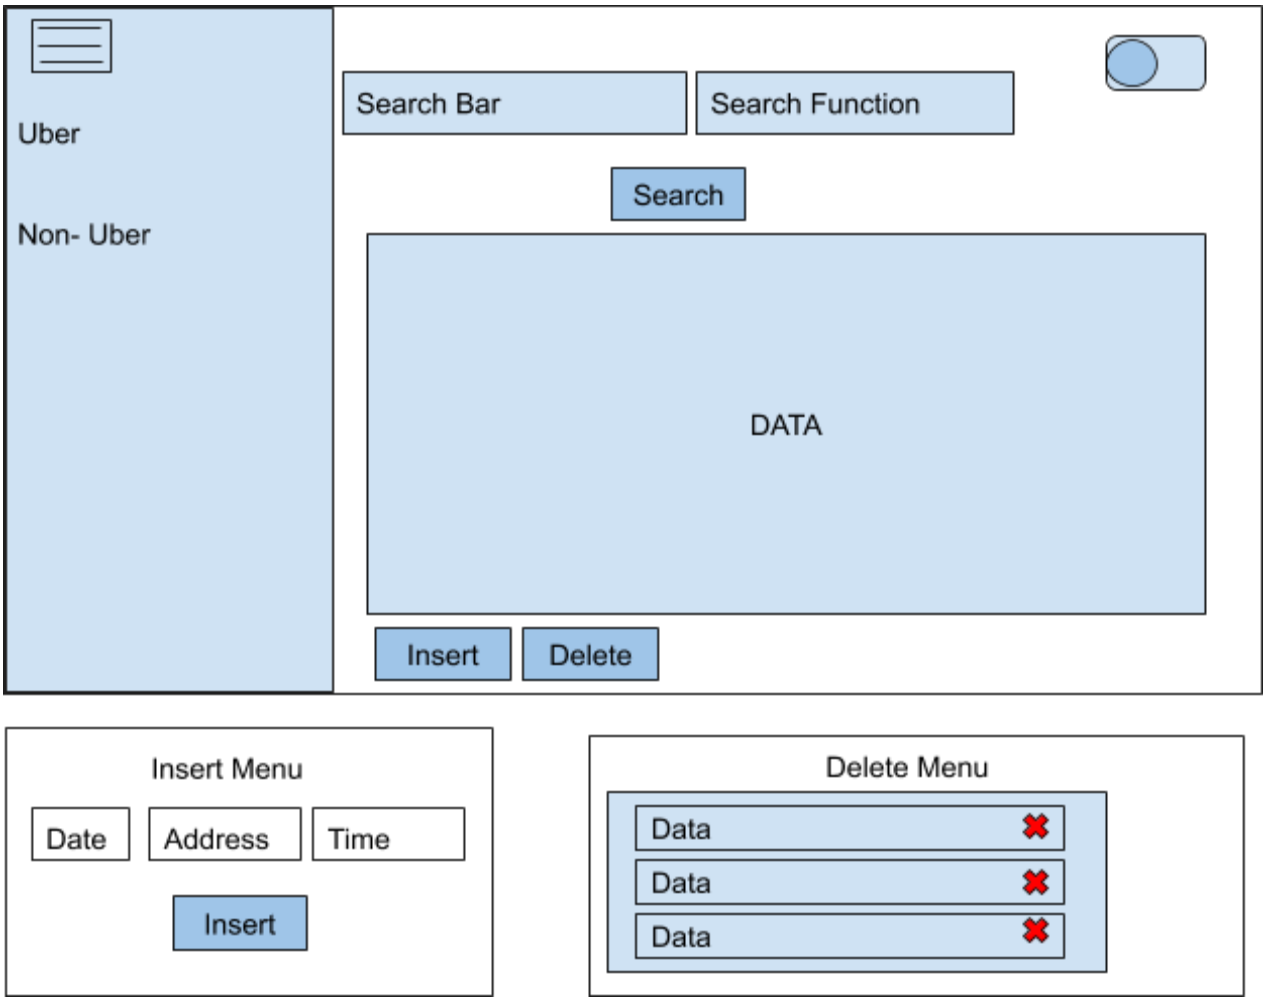 Uber
Non- Uber
Search Bar
Search Function
Search
DATA
Insert
Delete
Insert Menu
Date
Address
Time
Insert
Delete Menu
Data
Data
Data